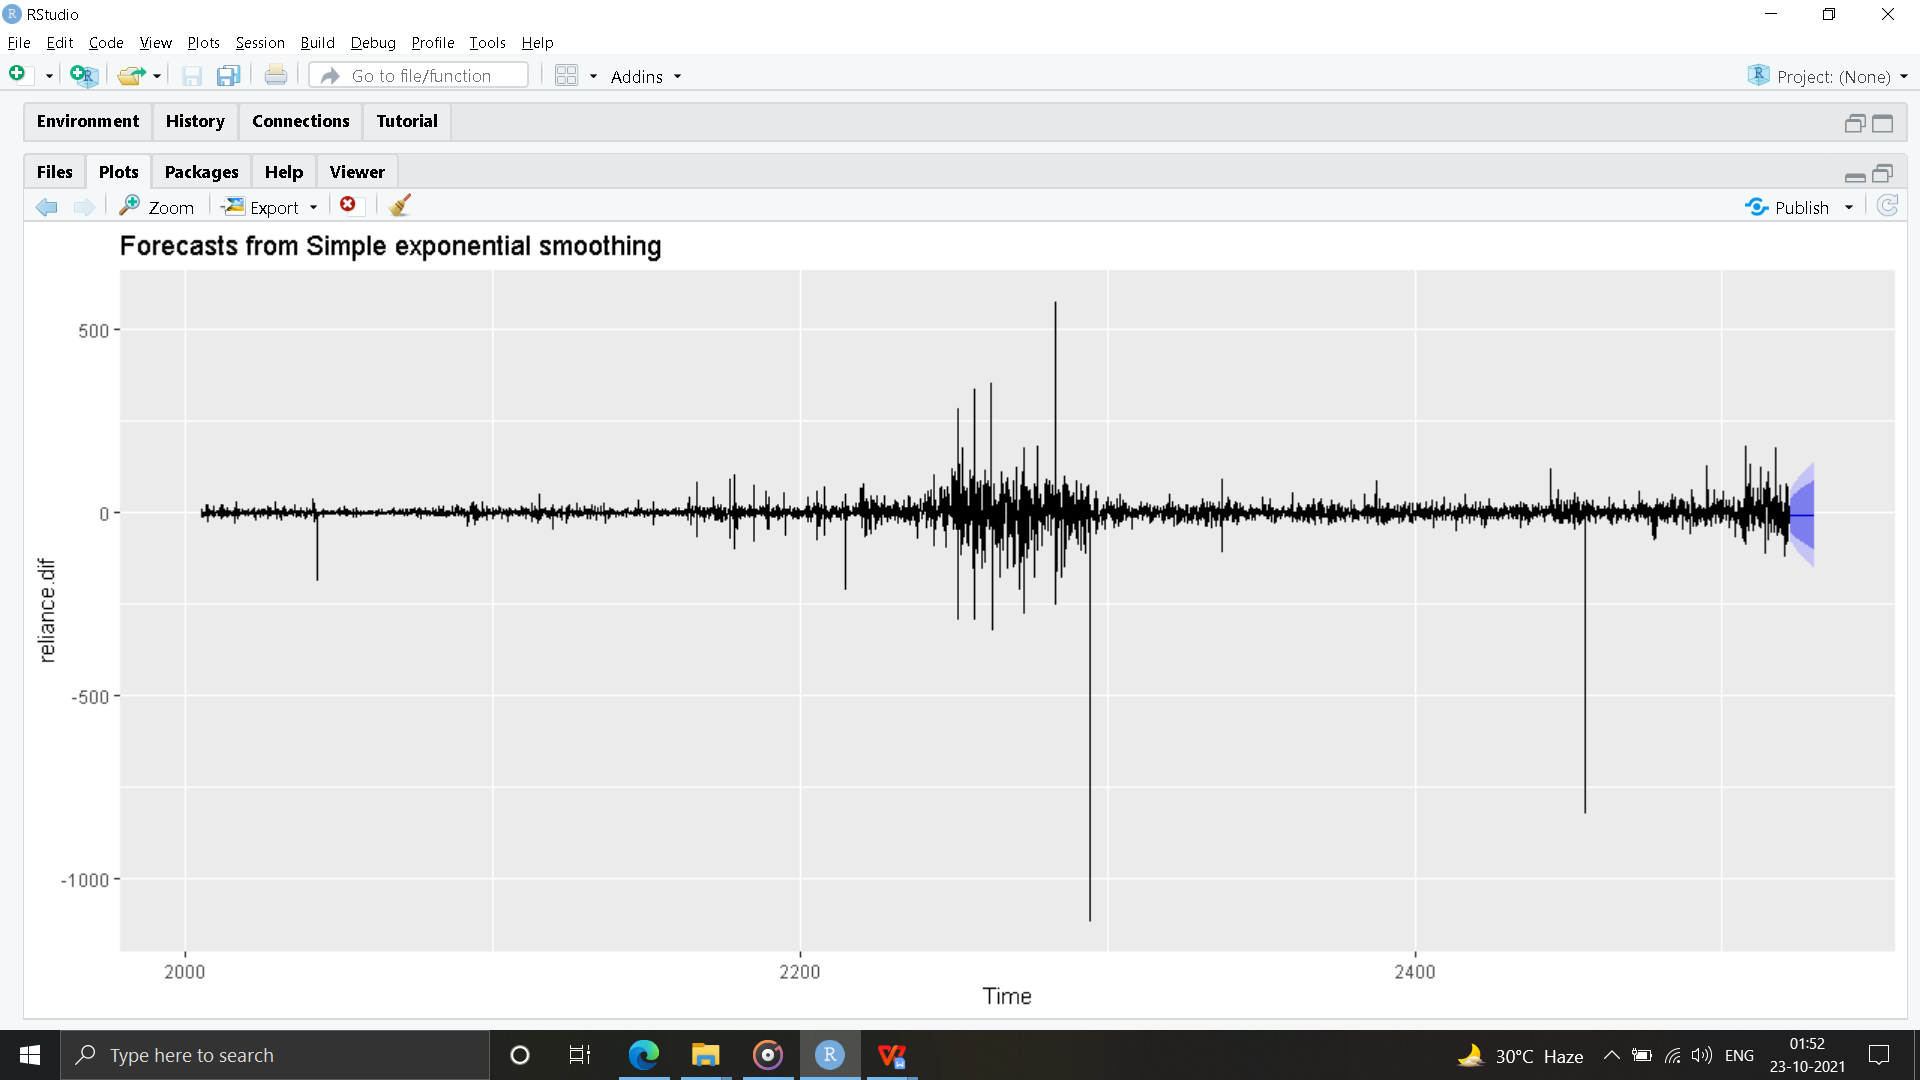 RStudio
File Edit Code View Plots Session Build Debug Profile Tools Help
Go to file/function Addins Project: (None)
Environment History Connections Tutorial
Files Plots Packages Help Viewer
Zoom Export Publish
Forecasts from Simple exponential smoothing
500
0
-500
-1000
reliance.dif
2000 2200 2400
Time
Type here to search 30°C Haze ENG 01:52
23-10-2021